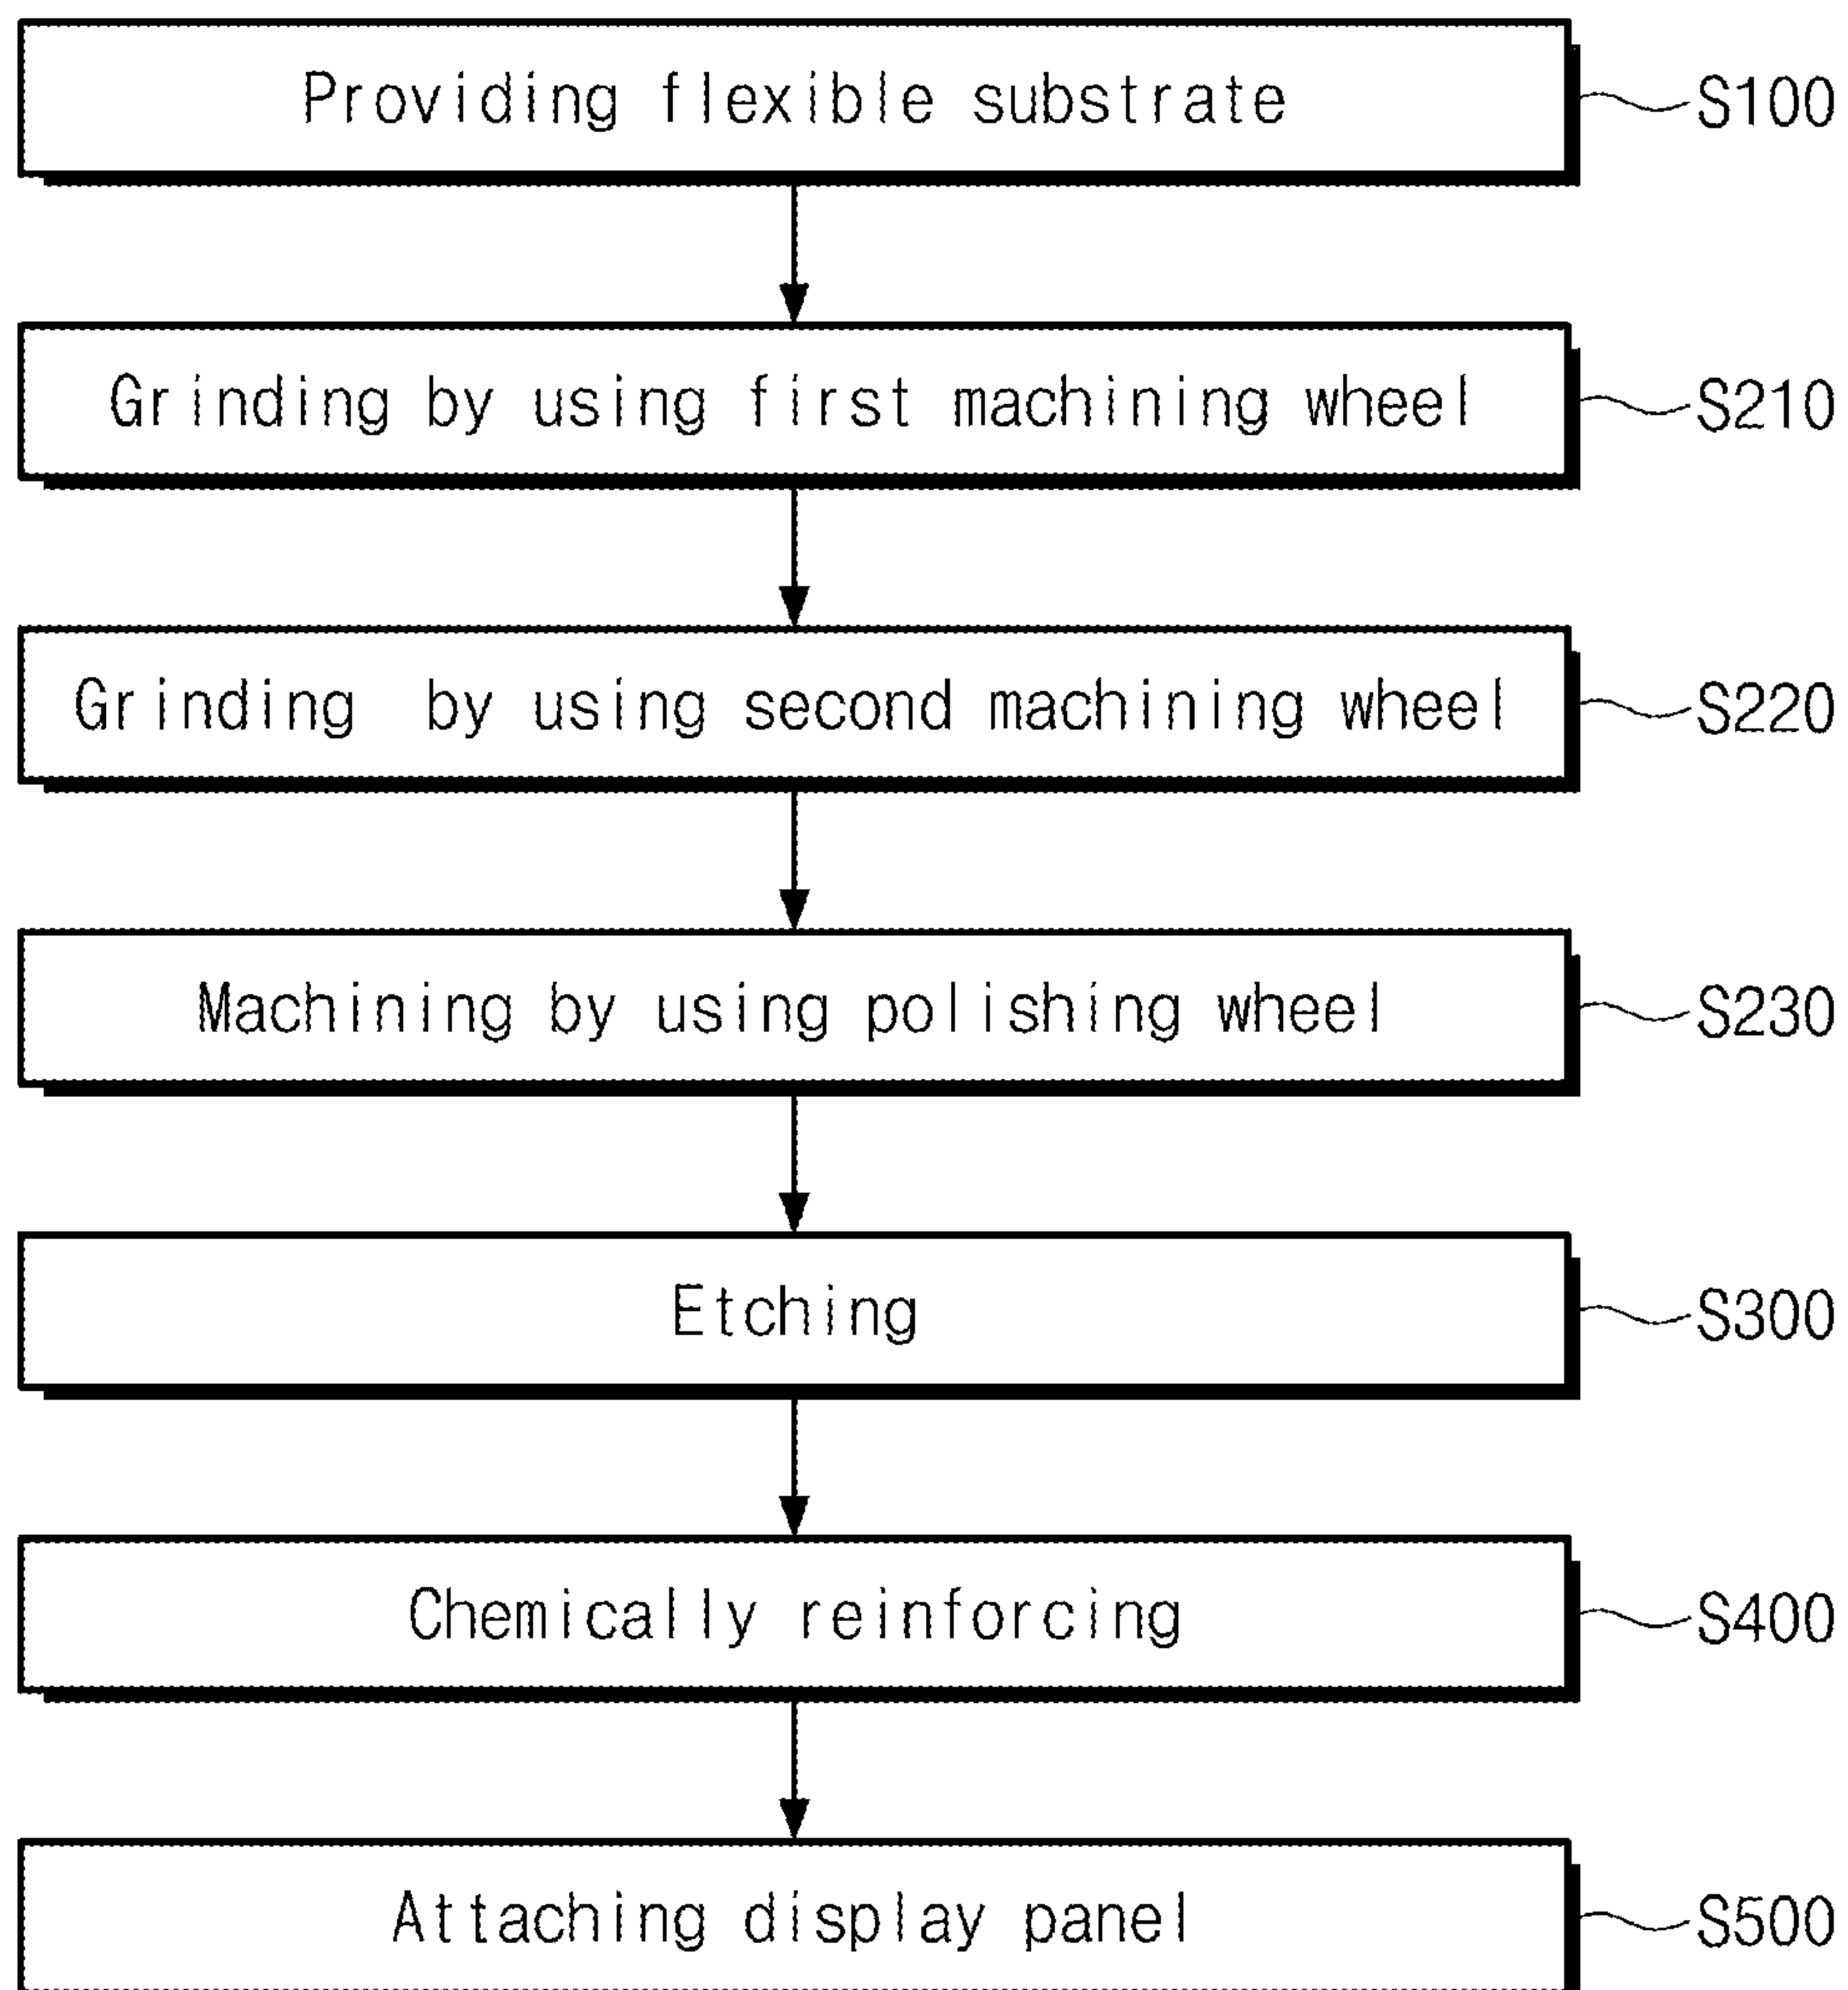 Providing flexible substrate S100
Grinding by using first machining wheel S210
Grinding by using second machining wheel S220
Machining by using polishing wheel S230
Etching S300
Chemically reinforcing S400
Attaching display panel S500